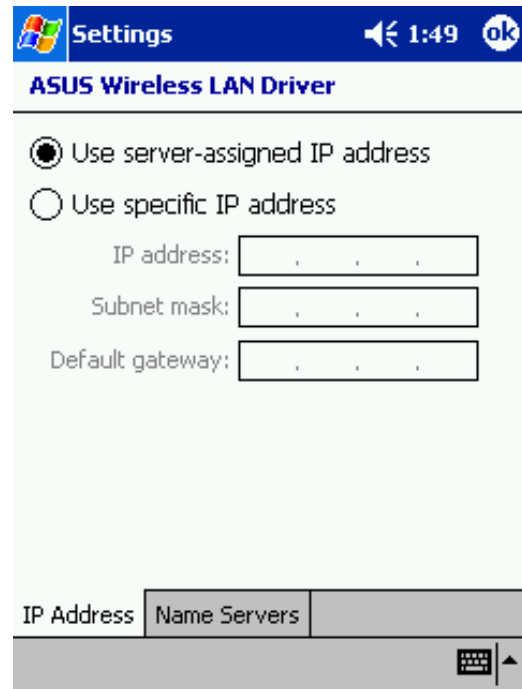 Settings 1:49 ok
ASUS Wireless LAN Driver
Use server-assigned IP address
Use specific IP address
IP address: . . .
Subnet mask: . . .
Default gateway: . . .
IP Address Name Servers